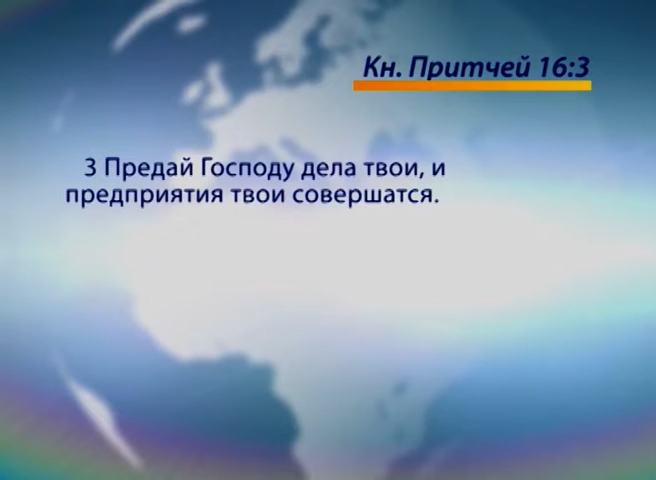 Кн. Притчей 16:3
3 Предай Господу дела твои, и
предприятия твои совершатся.